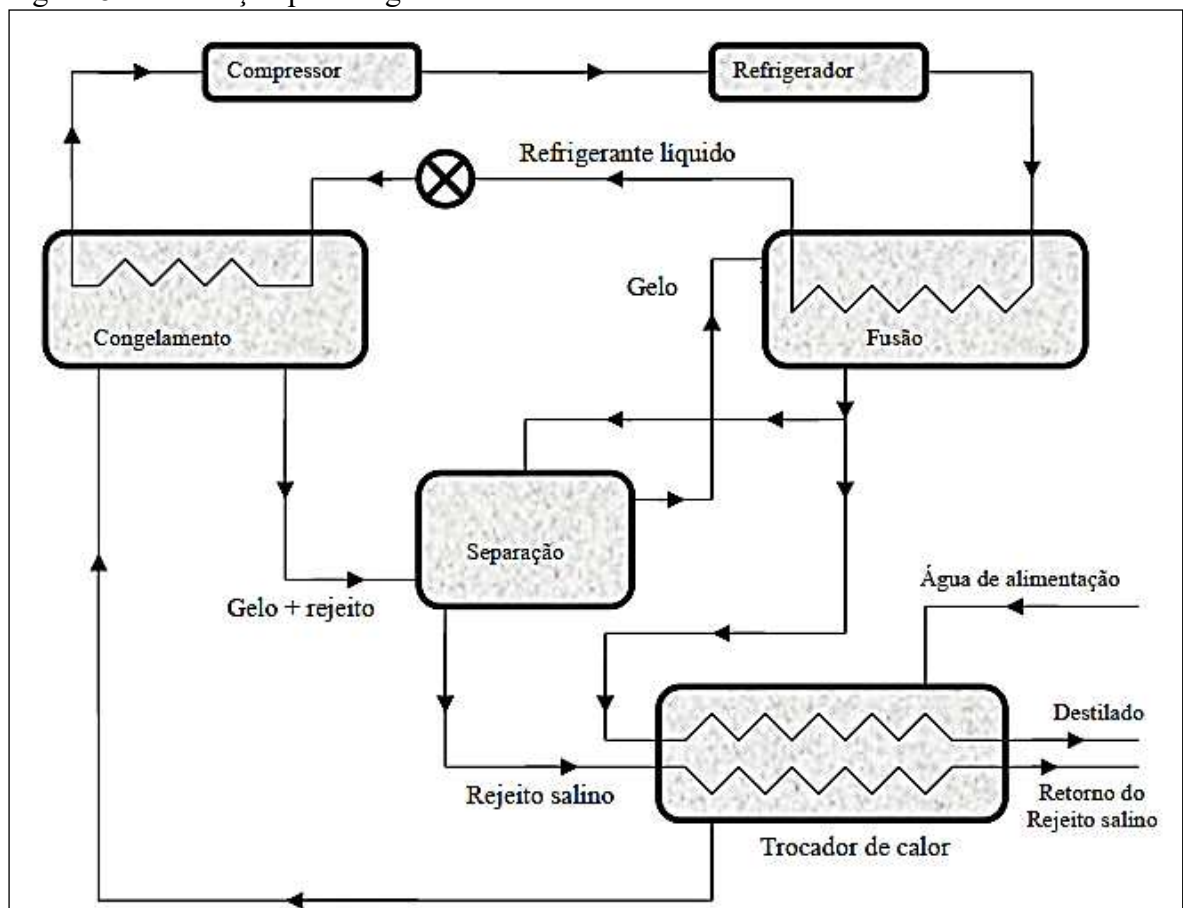 Compressor
Refrigerador
Refrigerante líquido
Gelo
Congelamento
Fusão
Separação
Água de alimentação
Gelo + rejeito
Destilado
Rejeito salino
Retorno do
Rejeito salino
Trocador de calor